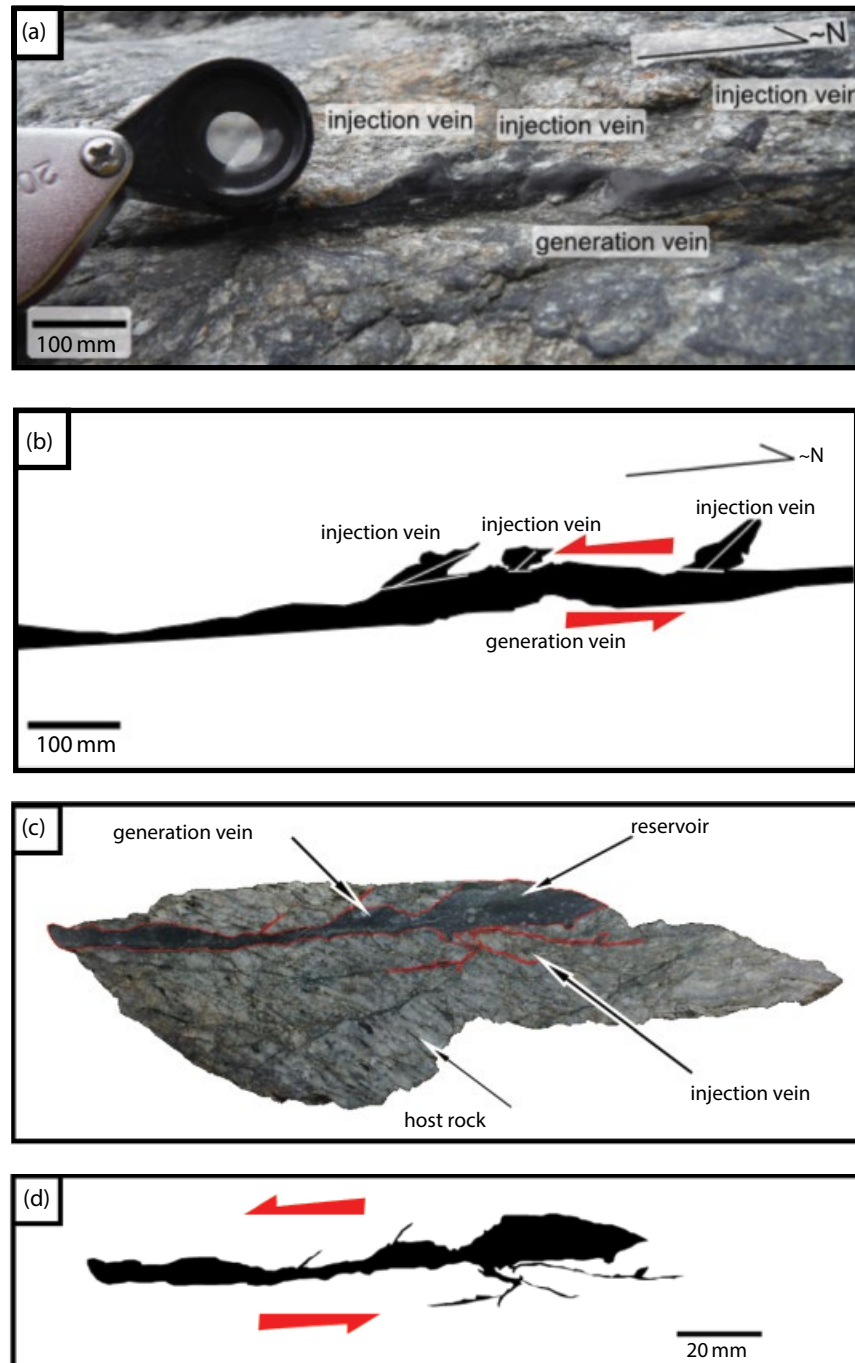 (a)
~N
injection vein
injection vein
injection vein
generation vein
20
100 mm
(b)
~N
injection vein
injection vein
injection vein
generation vein
100 mm
(c)
generation vein
reservoir
injection vein
host rock
(d)
20 mm